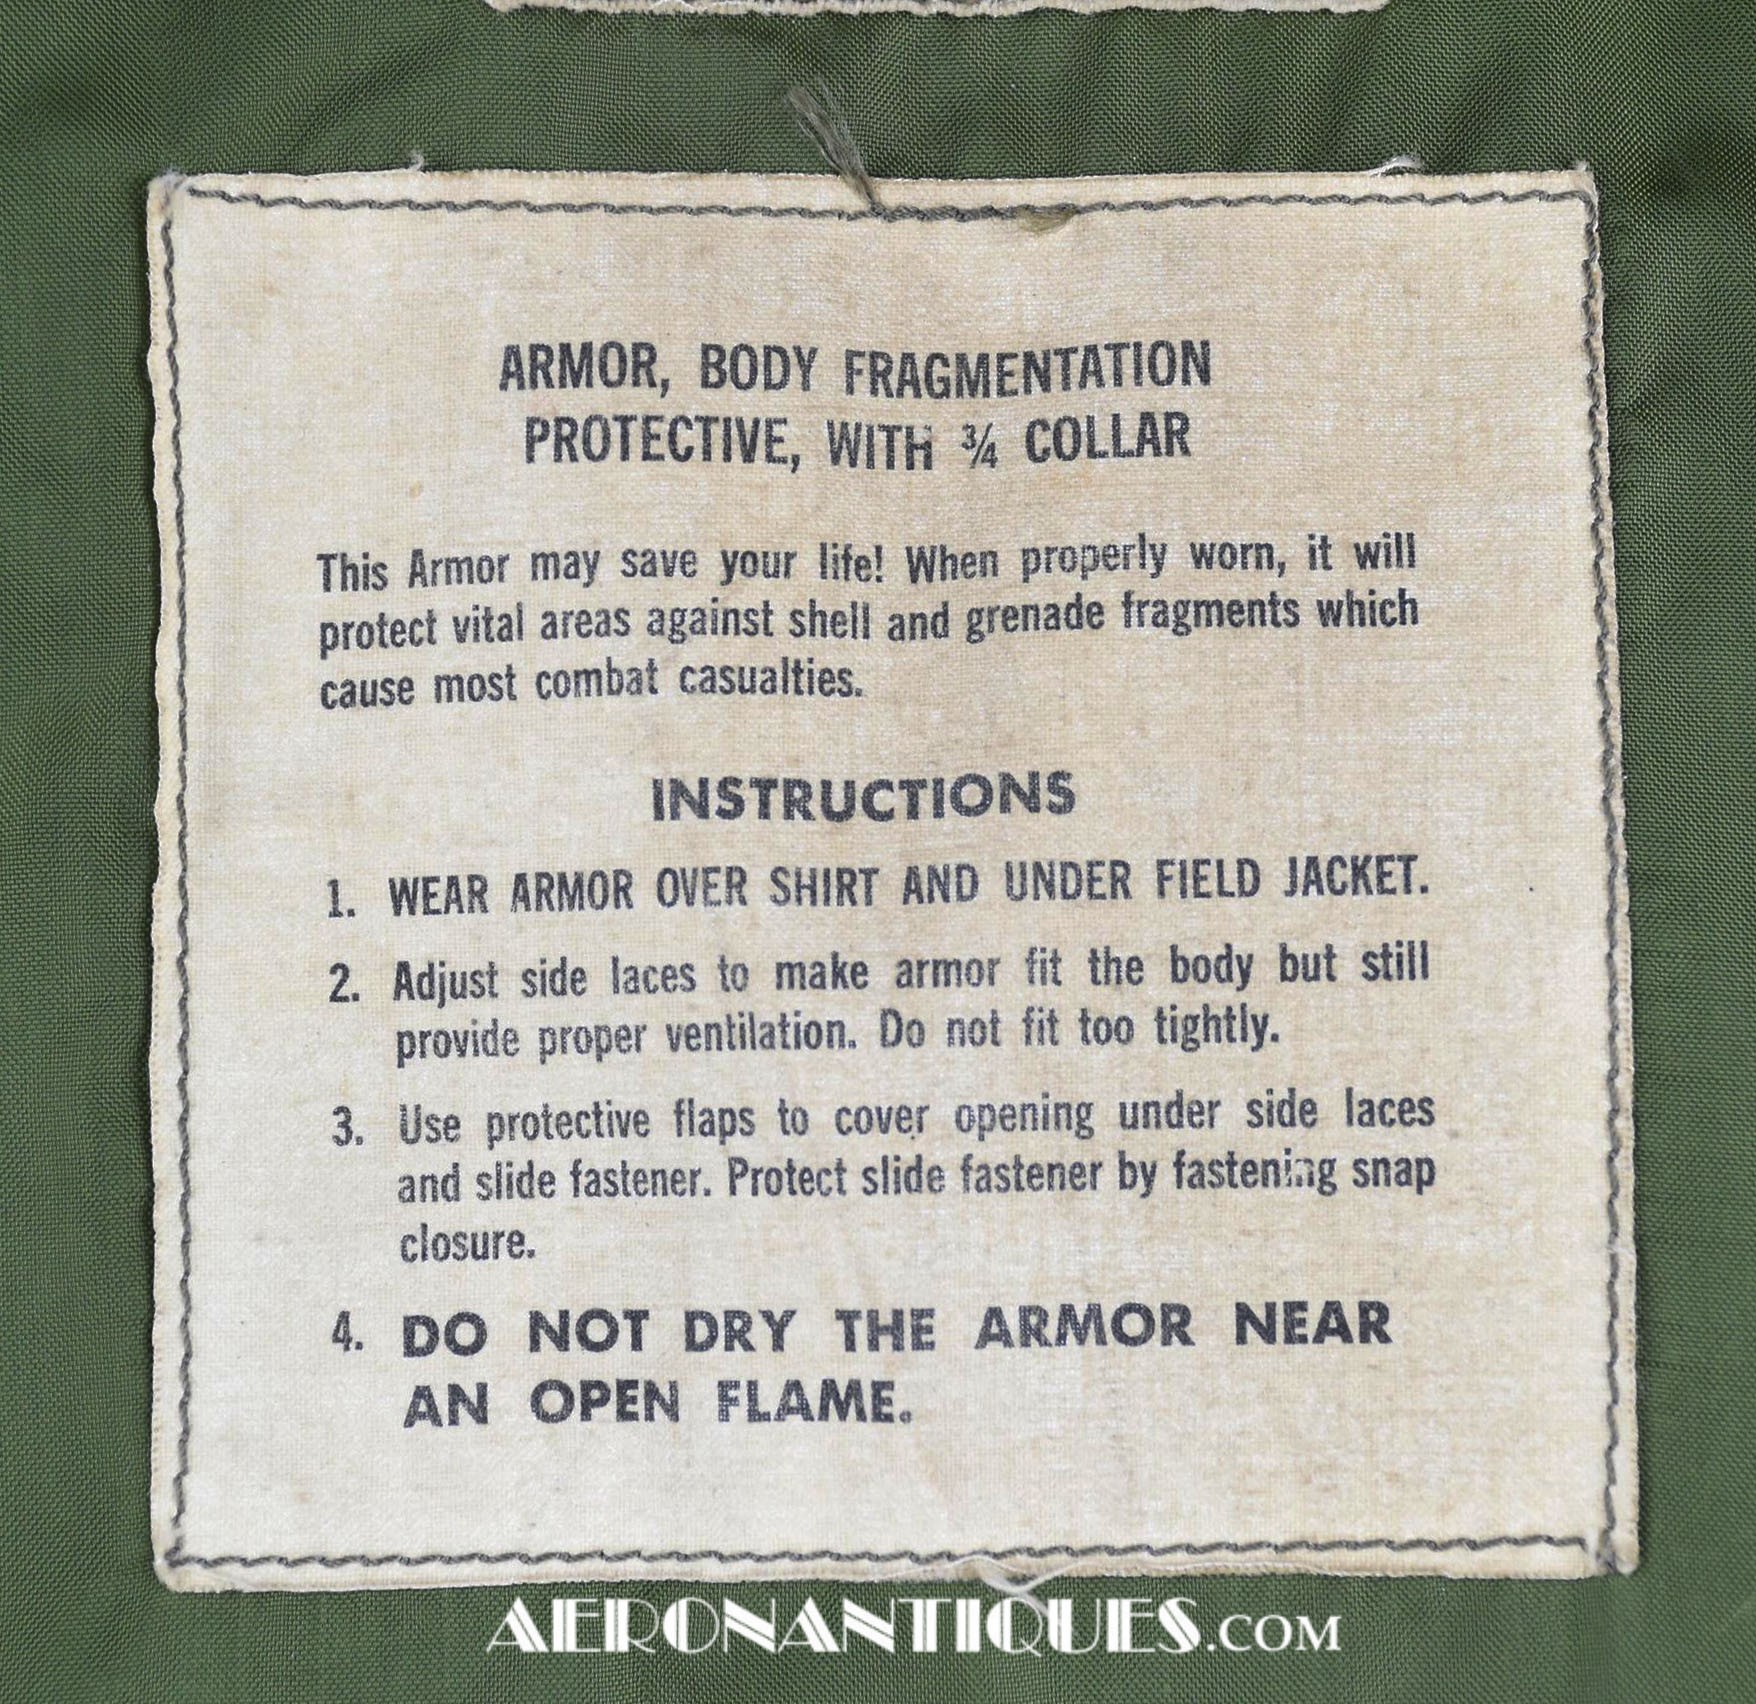 ARMOR, BODY FRAGMENTATION
PROTECTIVE, WITH ¾ COLLAR
This Armor may save your life! When properly worn, it will
protect vital areas against shell and grenade fragments which
cause most combat casualties.
INSTRUCTIONS
1. WEAR ARMOR OVER SHIRT AND UNDER FIELD JACKET.
2. Adjust side laces to make armor fit the body but still
provide proper ventilation. Do not fit too tightly.
3. Use protective flaps to cover opening under side laces
and slide fastener. Protect slide fastener by fastening snap
closure.
4. DO NOT DRY THE ARMOR NEAR
AN OPEN FLAME.
AERONANTIQUES.COM